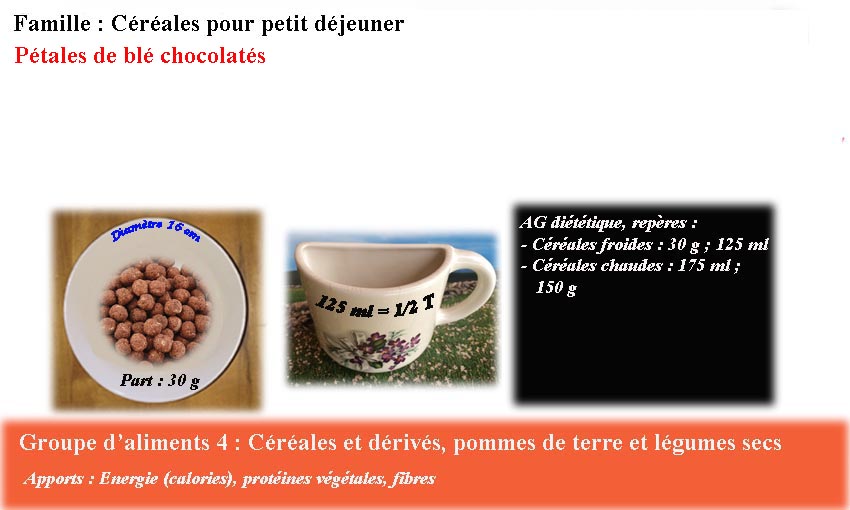 Famille : Céréales pour petit déjeuner
Pétales de blé chocolatés
Diamètre 16 cm
Part : 30 g
125 ml = 1/2 T
AG diététique, repères :
- Céréales froides : 30 g ; 125 ml
- Céréales chaudes : 175 ml ;
150 g
Groupe d'aliments 4 : Céréales et dérivés, pommes de terre et légumes secs
Apports : Energie (calories), protéines végétales, fibres